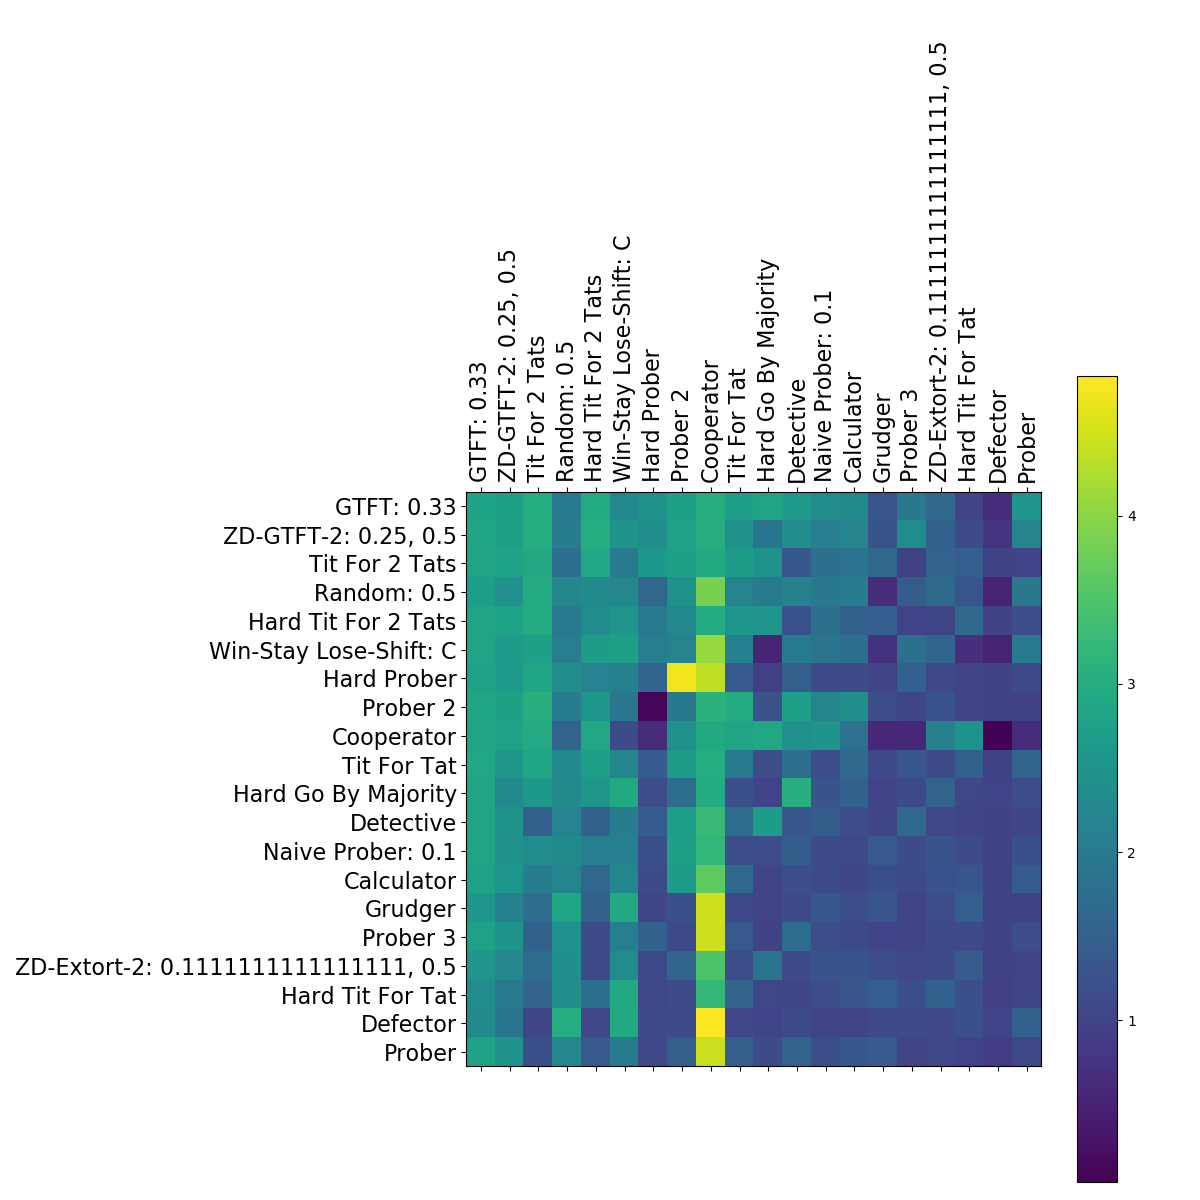 GTFT: 0.33
ZD-GTFT-2: 0.25, 0.5
Tit For 2 Tats
Random: 0.5
Hard Tit For 2 Tats
Win-Stay Lose-Shift: C
Hard Prober
Prober 2
Cooperator
Tit For Tat
Hard Go By Majority
Detective
Naive Prober: 0.1
Calculator
Grudger
Prober 3
ZD-Extort-2: 0.1111111111111111, 0.5
Hard Tit For Tat
Defector
Prober
GTFT: 0.33
ZD-GTFT-2: 0.25, 0.5
Tit For 2 Tats
Random: 0.5
Hard Tit For 2 Tats
Win-Stay Lose-Shift: C
Hard Prober
Prober 2
Cooperator
Tit For Tat
Hard Go By Majority
Detective
Naive Prober: 0.1
Calculator
Grudger
Prober 3
ZD-Extort-2: 0.1111111111111111, 0.5
Hard Tit For Tat
Defector
Prober
4
3
2
1